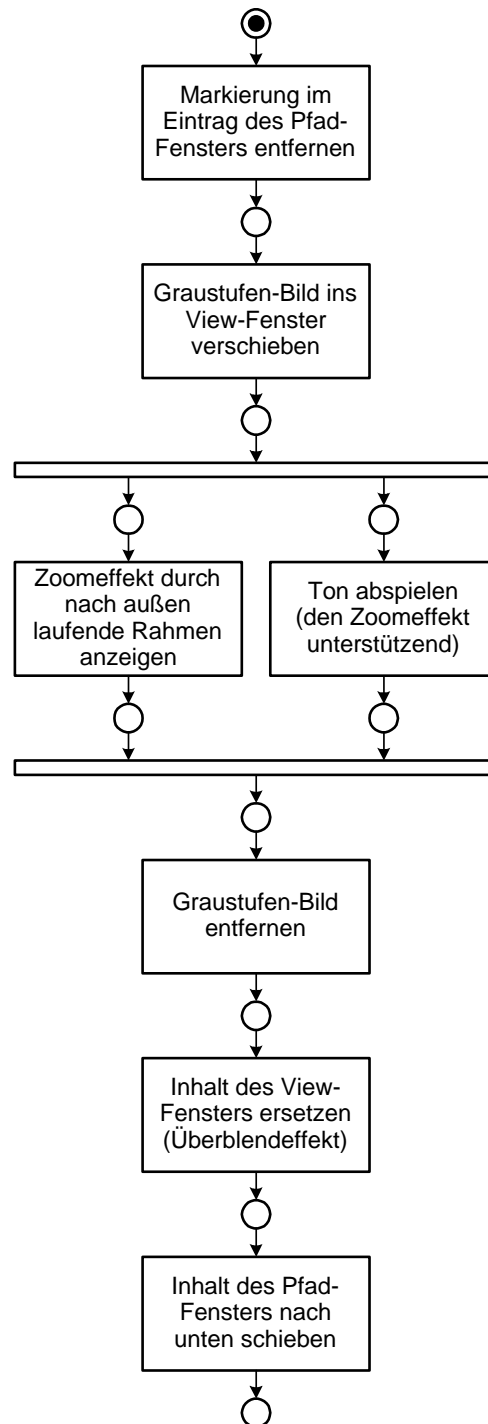 Markierung im
Eintrag des Pfad-
Fensters entfernen
Graustufen-Bild ins
View-Fenster
verschieben
Zoomeffekt durch
nach außen
laufende Rahmen
anzeigen
Ton abspielen
(den Zoomeffekt
unterstützend)
Graustufen-Bild
entfernen
Inhalt des View-
Fensters ersetzen
(Überblendeffekt)
Inhalt des Pfad-
Fensters nach
unten schieben